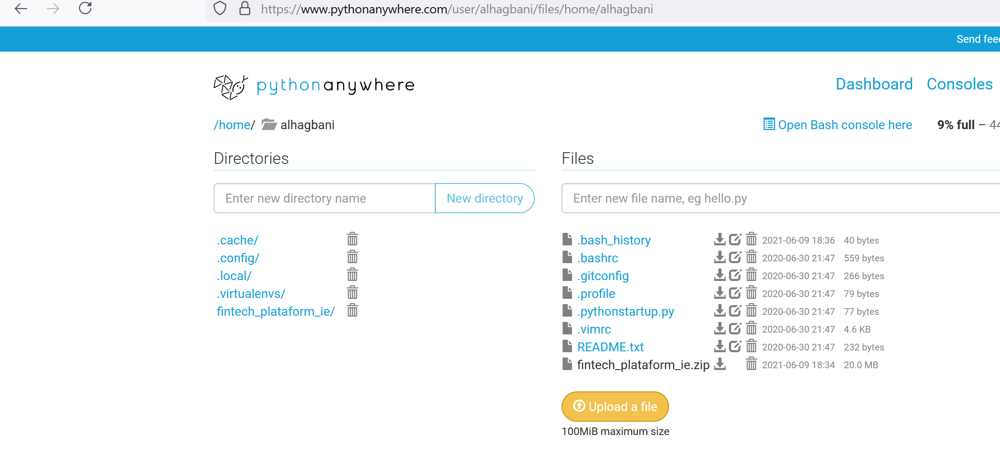 https://www.pythonanywhere.com/user/alhagbani/files/home/alhagbani
Send
pythonanywhere
Dashboard Consoles
/home/ alhagbani
Open Bash console here 9% full –
Directories
Enter new directory name New directory
.cache/
.config/
.local/
.virtualenvs/
fintech_plataform_ie/
Files
Enter new file name, eg hello.py
.bash_history 2021-06-09 18:36 40 bytes
.bashrc 2020-06-30 21:47 559 bytes
.gitconfig 2020-06-30 21:47 266 bytes
.profile 2020-06-30 21:47 79 bytes
.pythonstartup.py 2020-06-30 21:47 77 bytes
.vimrc 2020-06-30 21:47 4.6 KB
README.txt 2020-06-30 21:47 232 bytes
fintech_plataform_ie.zip 2021-06-09 18:34 20.0 MB
Upload a file
100MiB maximum size